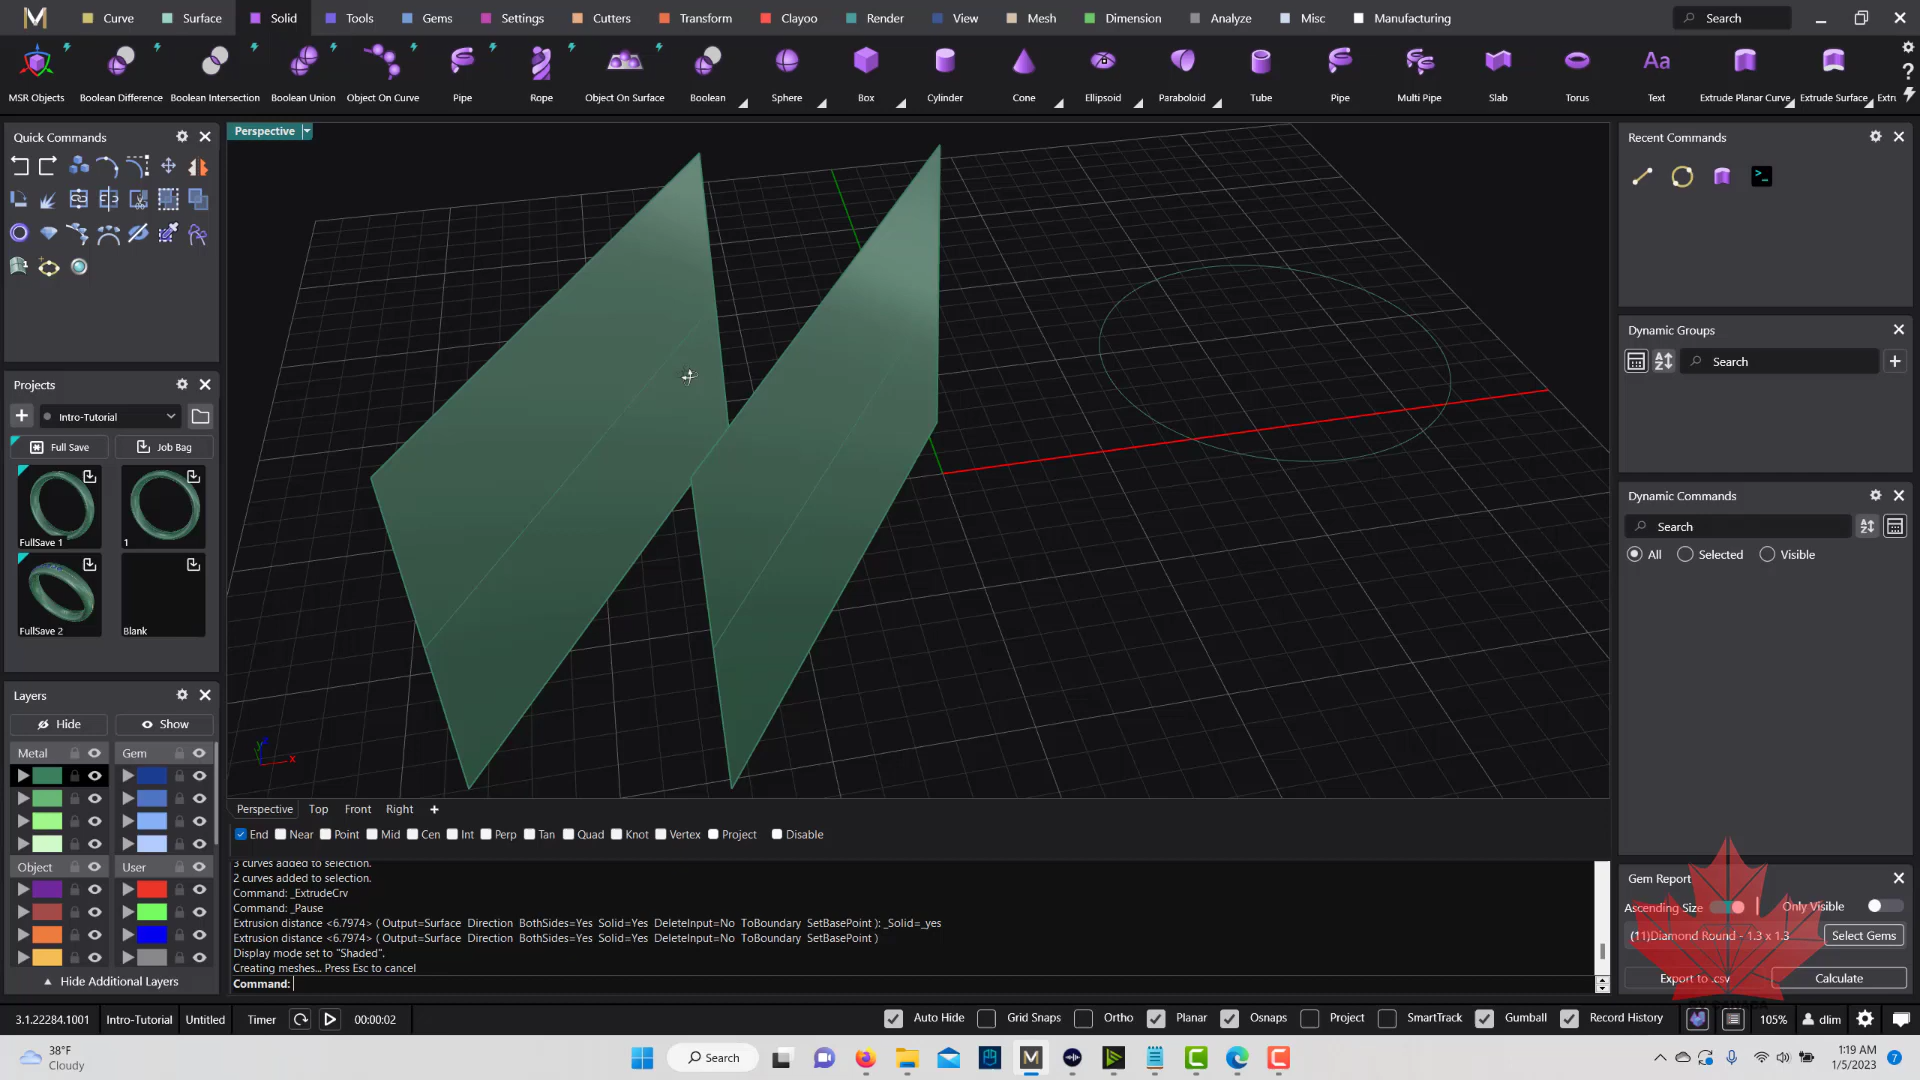 Curve Surface Solid Tools Gems Settings Cutters Transform Clayoo Render View Mesh Dimension Analyze Misc Manufacturing Search
MSR Objects Boolean Difference Boolean Intersection Boolean Union Object On Curve Pipe Rope Object On Surface Boolean Sphere Box Cylinder Cone Ellipsoid Paraboloid Tube Pipe Multi Pipe Slab Torus Text Extrude Planar Curve Extrude Surface Extru
Quick Commands
Perspective
Recent Commands
Dynamic Groups
Search
Projects
Intro-Tutorial
Full Save Job Bag
FullSave 1 1
FullSave 2 Blank
Dynamic Commands
Search
All Selected Visible
Layers
Hide Show
Metal Gem
Object User
Hide Additional Layers
z
y
x
Perspective Top Front Right +
End Near Point Mid Cen Int Perp Tan Quad Knot Vertex Project Disable
3 curves added to selection.
2 curves added to selection.
Command: _ExtrudeCrv
Command: _Pause
Extrusion distance <6.7974> ( Output=Surface Direction BothSides=Yes Solid=Yes DeleteInput=No ToBoundary SetBasePoint ): _Solid=_yes
Extrusion distance <6.7974> ( Output=Surface Direction BothSides=Yes Solid=Yes DeleteInput=No ToBoundary SetBasePoint )
Display mode set to "Shaded".
Creating meshes... Press Esc to cancel
Command:
Gem Report
Ascending Size Only Visible
(11)Diamond Round - 1.3 x 1.3 Select Gems
Export to .csv Calculate
3.1.22284.1001 Intro-Tutorial Untitled Timer 00:00:02 Auto Hide Grid Snaps Ortho Planar Osnaps Project SmartTrack Gumball Record History 105% dlim
38°F
Cloudy
Search
1:19 AM
1/5/2023
7